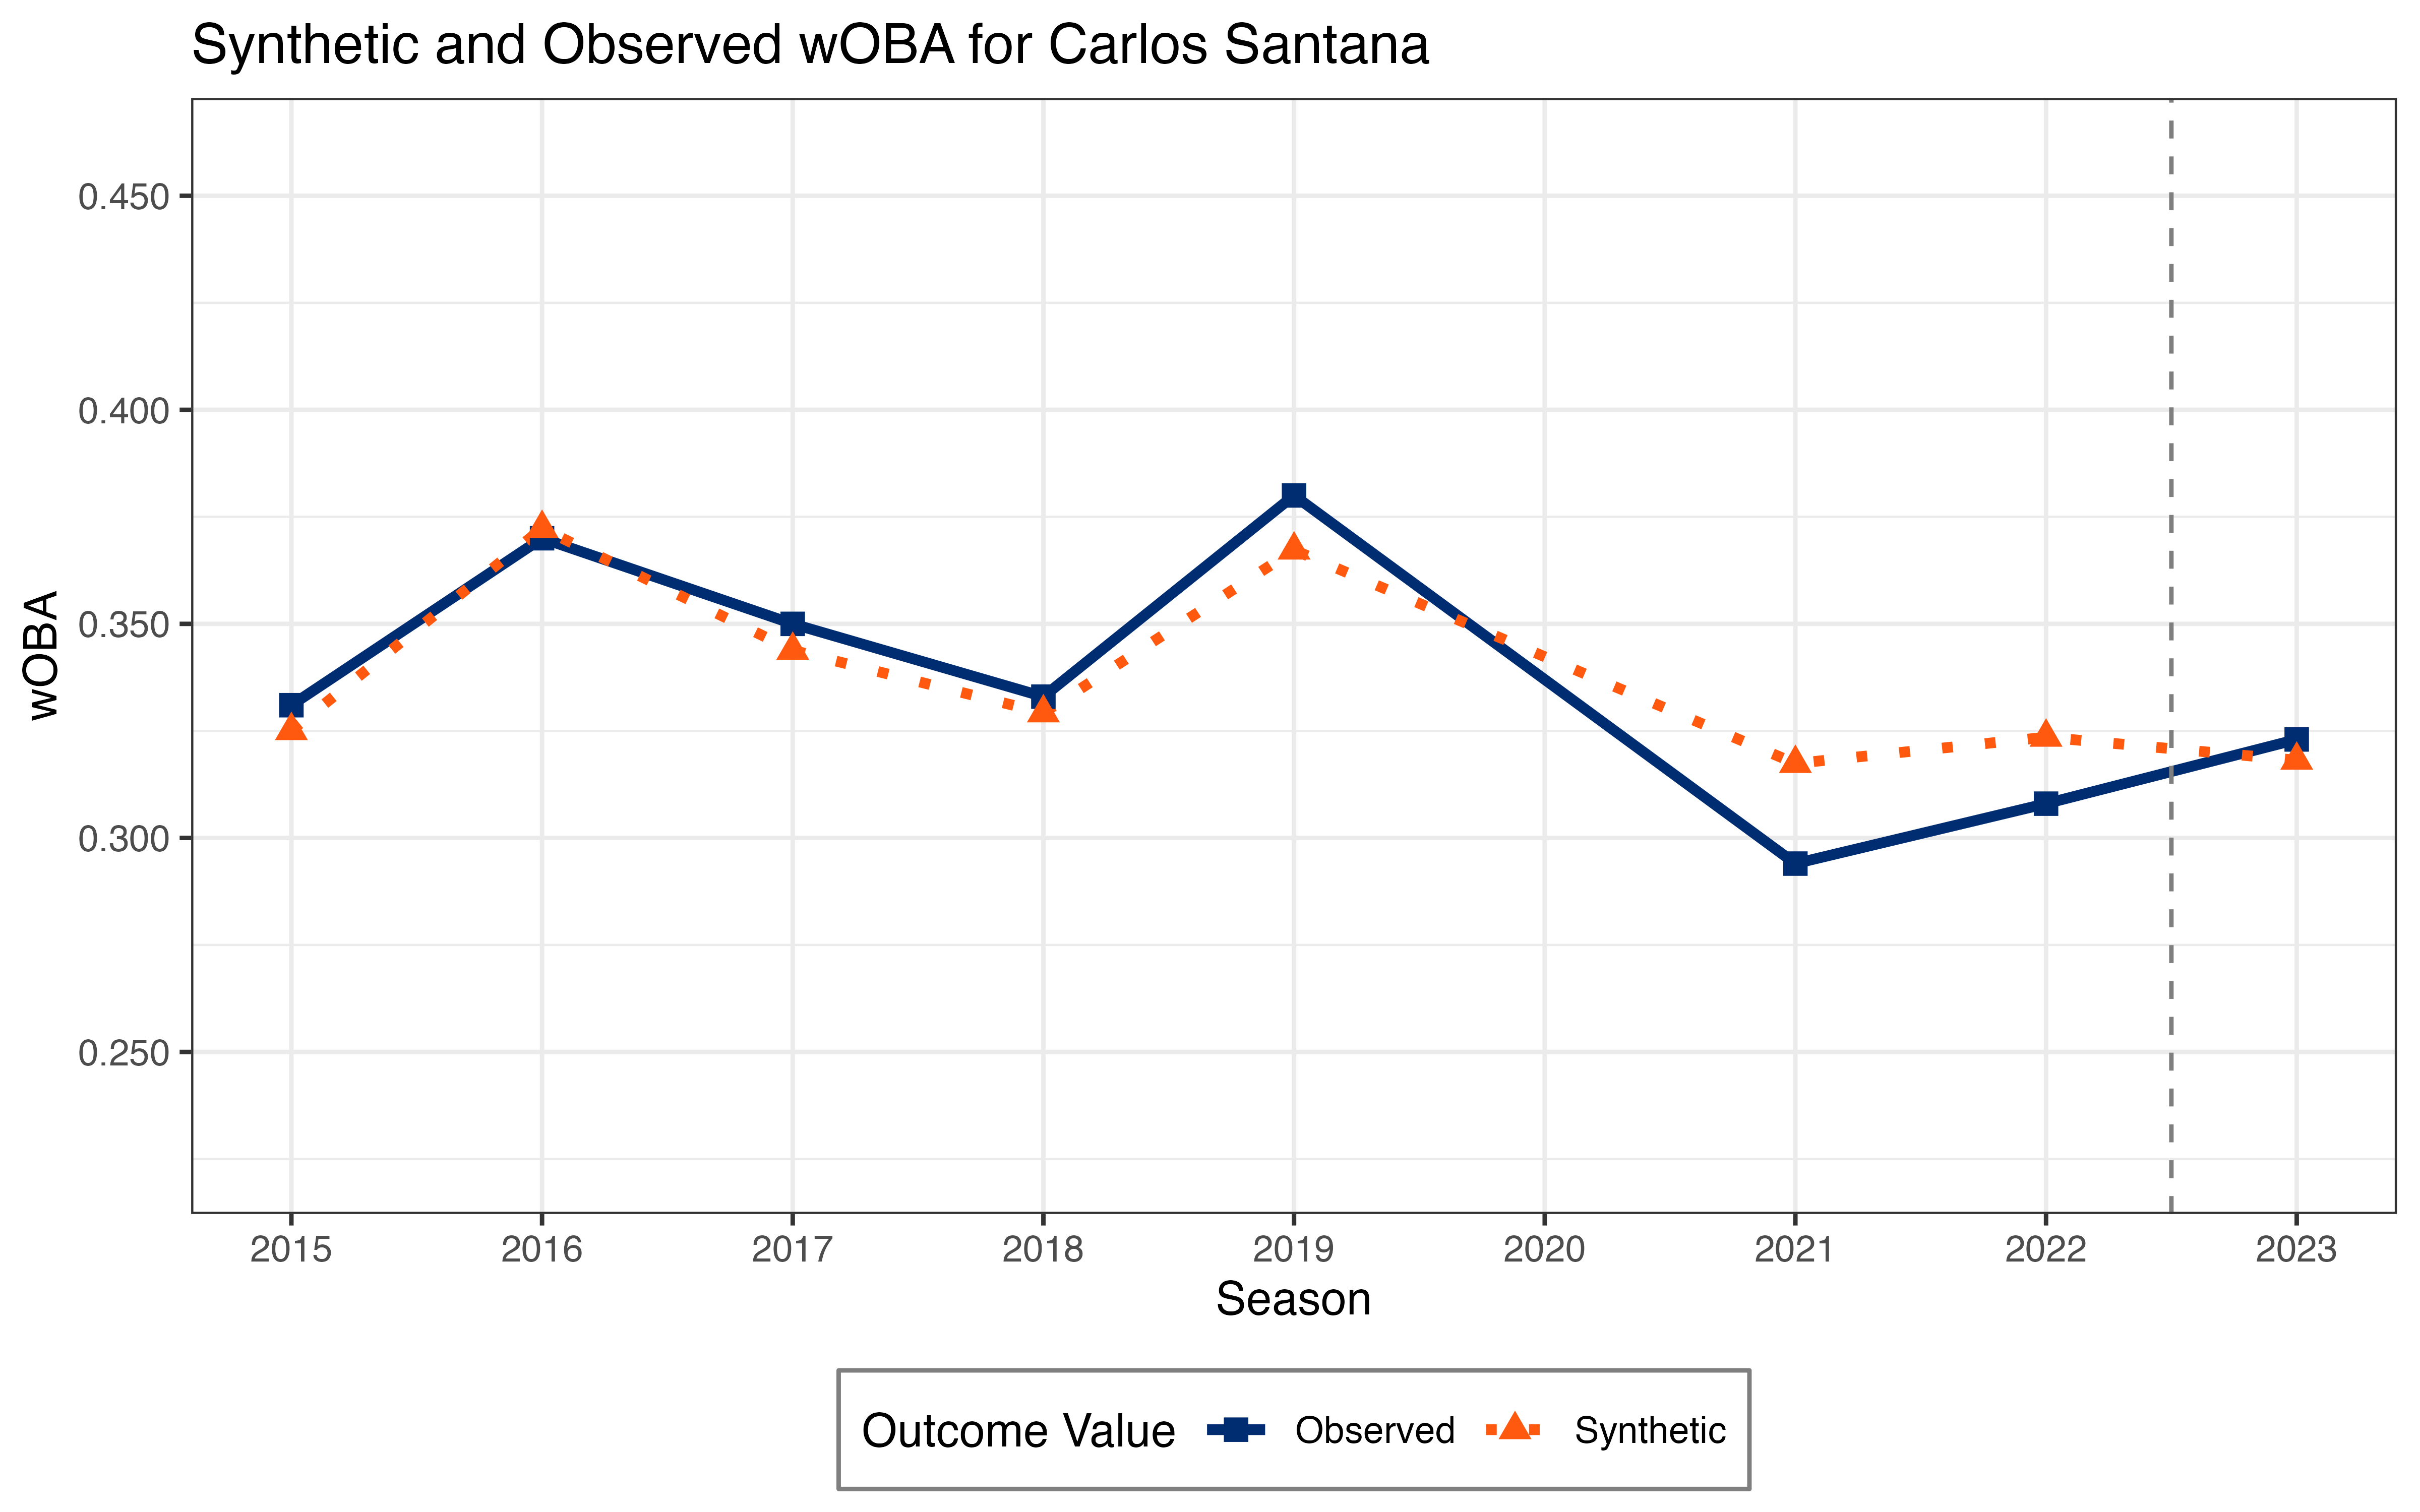 Synthetic and Observed wOBA for Carlos Santana
wOBA
0.450
0.400
0.350
0.300
0.250
2015 2016 2017 2018 2019 2020 2021 2022 2023
Season
Outcome Value Observed Synthetic